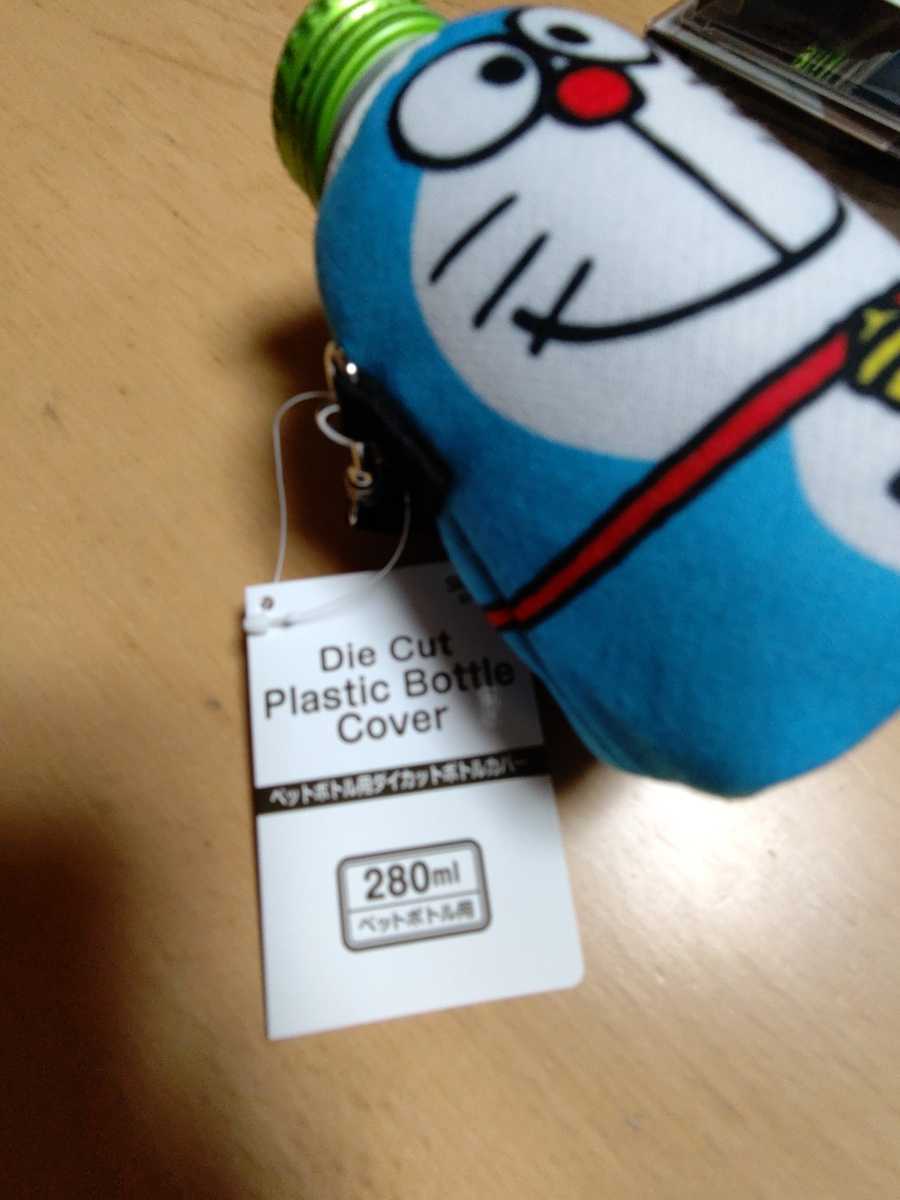 Die Cut
Plastic Bottle
Cover
ペットボトル用ダイカットボトルカバー
280ml
ペットボトル用